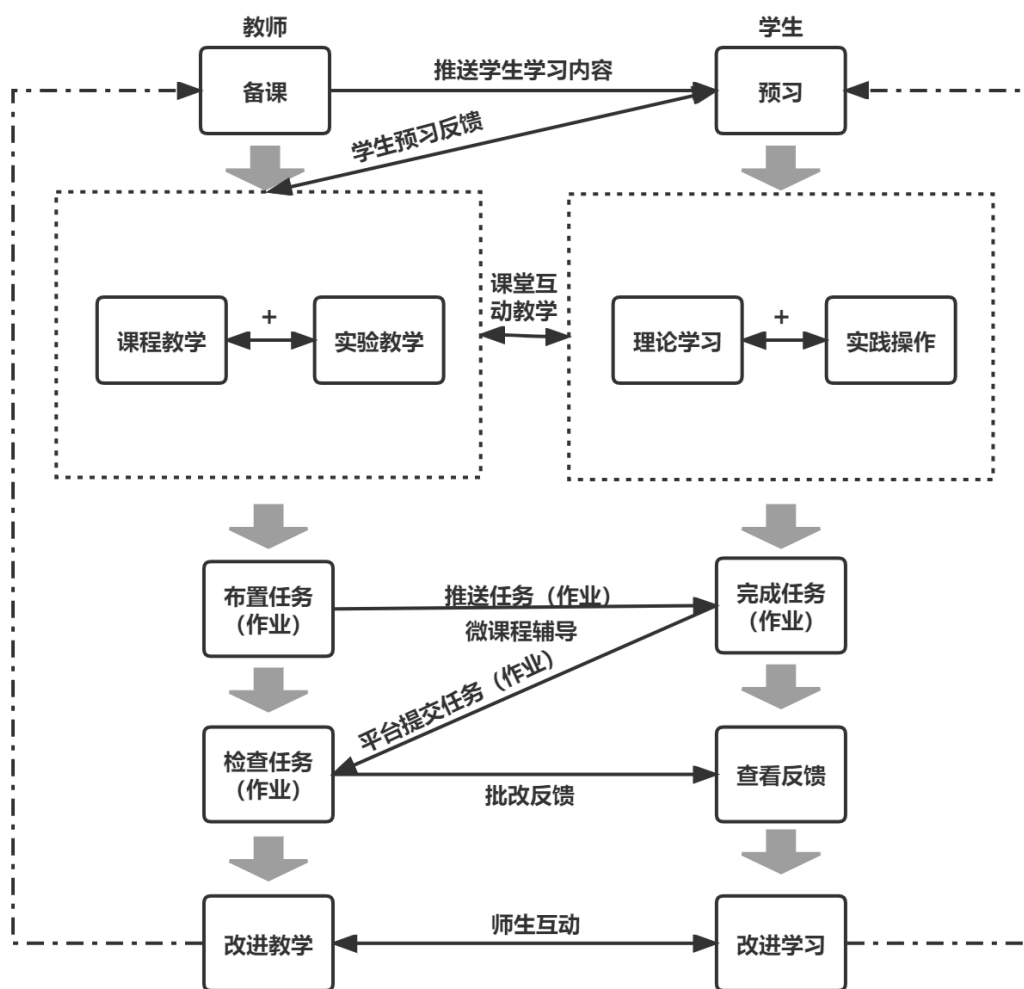 教师
学生
备课
推送学生学习内容
预习
学生预习反馈
课堂互
动教学
课程教学
+
实验教学
理论学习
+
实践操作
布置任务
（作业）
推送任务（作业）
微课程辅导
完成任务
（作业）
平台提交任务（作业）
检查任务
（作业）
批改反馈
查看反馈
改进教学
师生互动
改进学习